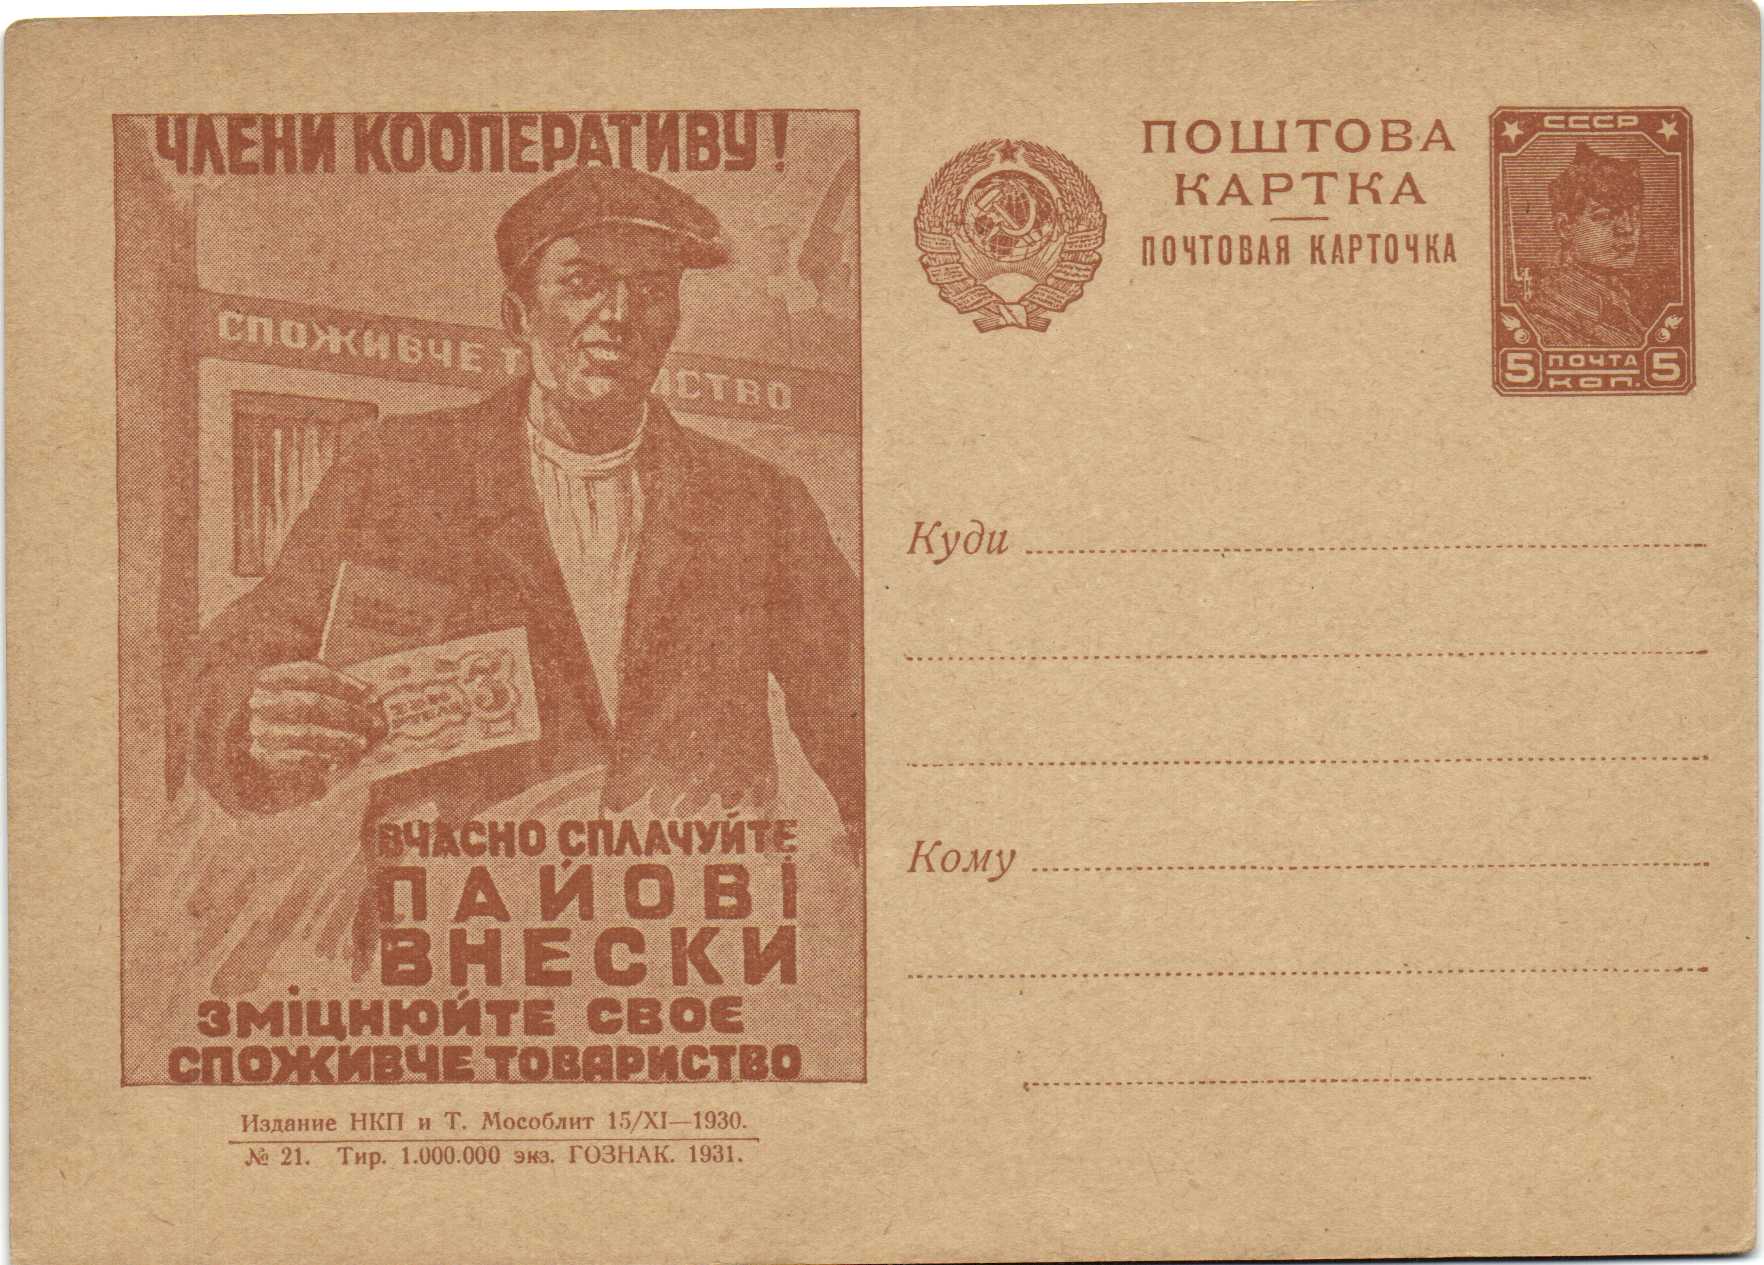 ЧЛЕНИ КООПЕРАТИВУ!
СПОЖИВЧЕ Т ИСТВО
ВЧАСНО СПЛАЧУЙТЕ
ПАЙОВІ
ВНЕСКИ
ЗМІЦНЮЙТЕ СВОЄ
СПОЖИВЧЕ ТОВАРИСТВО
Издание НКП и Т. Мособлит 15/XI—1930.
№ 21. Тир. 1.000.000 экз. ГОЗНАК. 1931.
ПОШТОВА
КАРТКА
ПОЧТОВАЯ КАРТОЧКА
СССР
5 ПОЧТА 5
КОП.
Куди
Кому